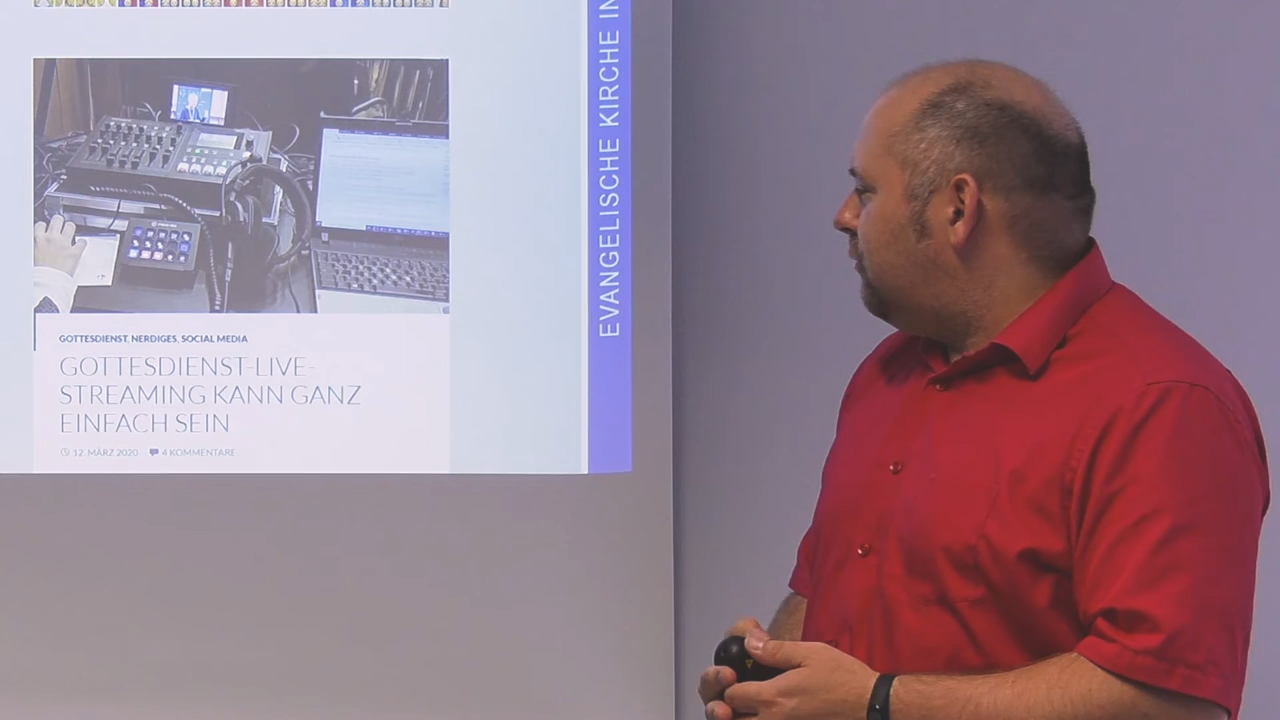 GOTTESDIENST, NERDIGES, SOCIAL MEDIA
GOTTESDIENST-LIVE-
STREAMING KANN GANZ
EINFACH SEIN
12. MÄRZ 2020 4 KOMMENTARE
EVANGELISCHE KIRCHE IN